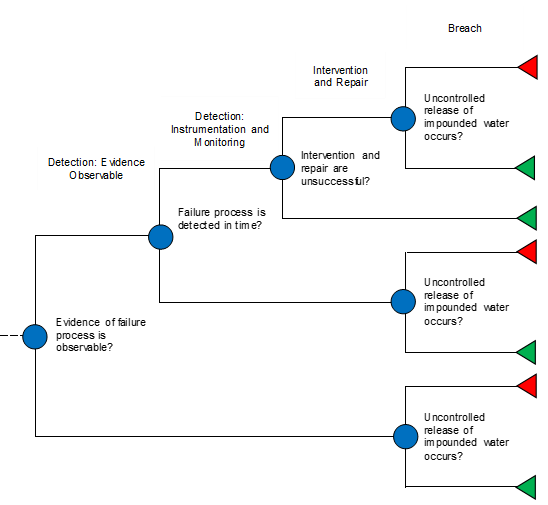 Breach
Intervention
and Repair
Detection:
Instrumentation and
Monitoring
Detection: Evidence
Observable
Uncontrolled
release of
impounded water
occurs?
Intervention and
repair are
unsuccessful?
Failure process is
detected in time?
Uncontrolled
release of
impounded water
occurs?
Evidence of failure
process is
observable?
Uncontrolled
release of
impounded water
occurs?